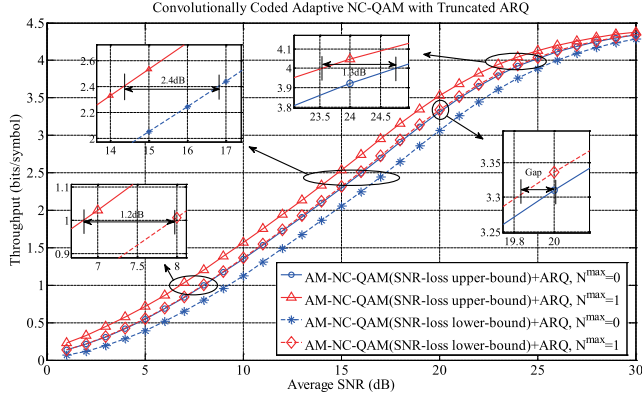 Convolutionally Coded Adaptive NC-QAM with Truncated ARQ
4.5
4
3.5
3
2.5
2
1.5
1
0.5
0
Throughput (bits/symbol)
2.6
2.4
2.2
2
2.4dB
14 15 16 17
4.1
4
3.9
3.8
1.3dB
23.5 24 24.5
1.1
1
0.9
1.2dB
7 7.5 8
3.35
3.3
3.25
Gap
19.8 20
AM-NC-QAM(SNR-loss upper-bound)+ARQ, N^max=0
AM-NC-QAM(SNR-loss upper-bound)+ARQ, N^max=1
AM-NC-QAM(SNR-loss lower-bound)+ARQ, N^max=0
AM-NC-QAM(SNR-loss lower-bound)+ARQ, N^max=1
0 5 10 15 20 25 30
Average SNR (dB)